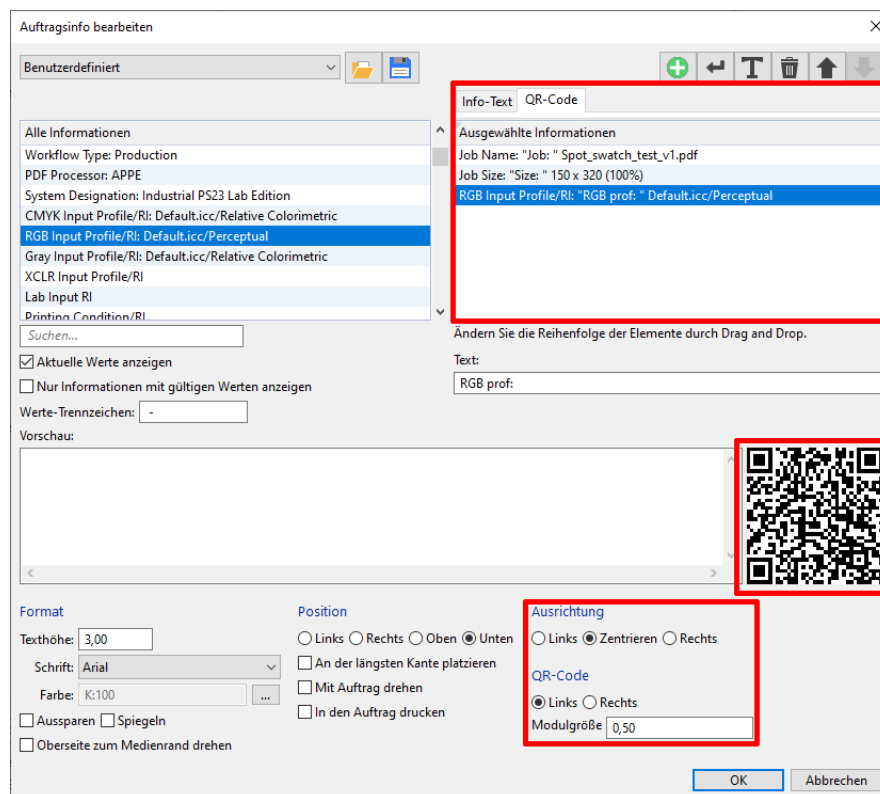 Auftragsinfo bearbeiten
Benutzerdefiniert
Info-Text QR-Code
Alle Informationen
Workflow Type: Production
PDF Processor: APPE
System Designation: Industrial PS23 Lab Edition
CMYK Input Profile/RI: Default.icc/Relative Colorimetric
RGB Input Profile/RI: Default.icc/Perceptual
Gray Input Profile/RI: Default.icc/Relative Colorimetric
XCLR Input Profile/RI
Lab Input RI
Printing Condition/RI
Ausgewählte Informationen
Job Name: "Job: " Spot_swatch_test_v1.pdf
Job Size: "Size: " 150 x 320 (100%)
RGB Input Profile/RI: "RGB prof: " Default.icc/Perceptual
Suchen...
Ändern Sie die Reihenfolge der Elemente durch Drag and Drop.
Aktuelle Werte anzeigen
Nur Informationen mit gültigen Werten anzeigen
Werte-Trennzeichen: -
Text:
RGB prof:
Vorschau:
Format
Texthöhe: 3,00
Schrift: Arial
Farbe: K:100 ...
Aussparen Spiegeln
Oberseite zum Medienrand drehen
Position
Links Rechts Oben Unten
An der längsten Kante platzieren
Mit Auftrag drehen
In den Auftrag drucken
Ausrichtung
Links Zentrieren Rechts
QR-Code
Links Rechts
Modulgröße 0,50
OK Abbrechen